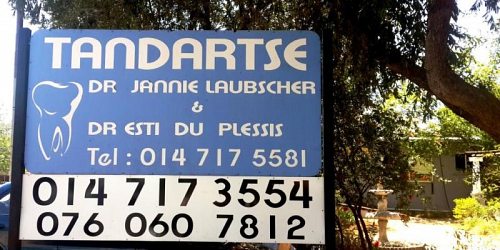 TANDARTSE
DR JANNIE LAUBSCHER
&
DR ESTI DU PLESSIS
Tel : 014 717 5581
014 717 3554
076 060 7812